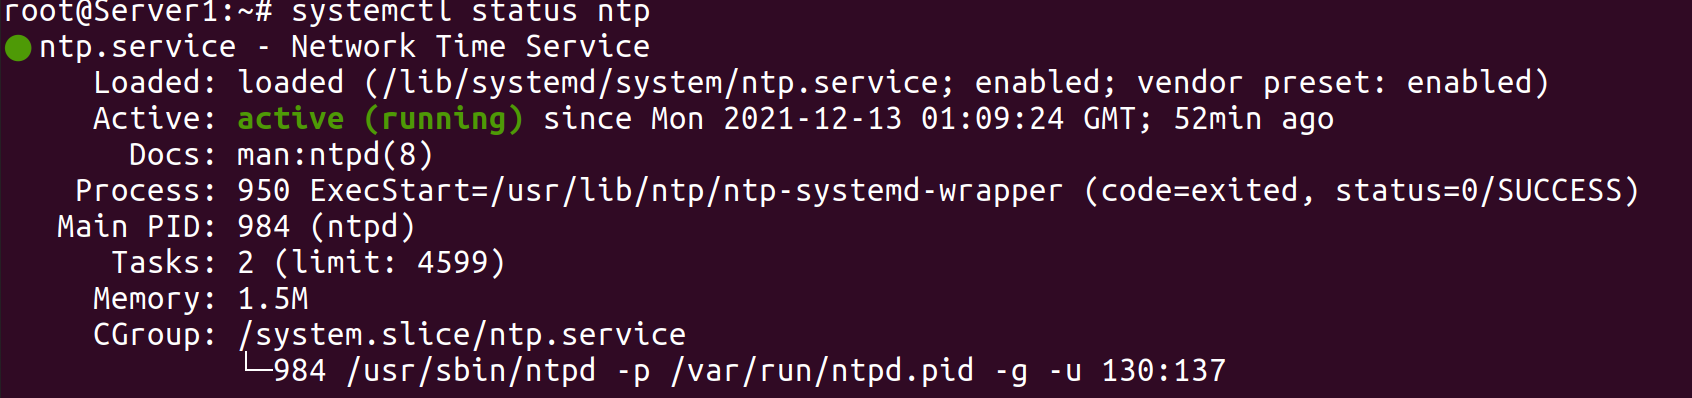 root@Server1:~# systemctl status ntp
● ntp.service - Network Time Service
     Loaded: loaded (/lib/systemd/system/ntp.service; enabled; vendor preset: enabled)
     Active: active (running) since Mon 2021-12-13 01:09:24 GMT; 52min ago
       Docs: man:ntpd(8)
    Process: 950 ExecStart=/usr/lib/ntp/ntp-systemd-wrapper (code=exited, status=0/SUCCESS)
   Main PID: 984 (ntpd)
      Tasks: 2 (limit: 4599)
     Memory: 1.5M
     CGroup: /system.slice/ntp.service
             └─984 /usr/sbin/ntpd -p /var/run/ntpd.pid -g -u 130:137